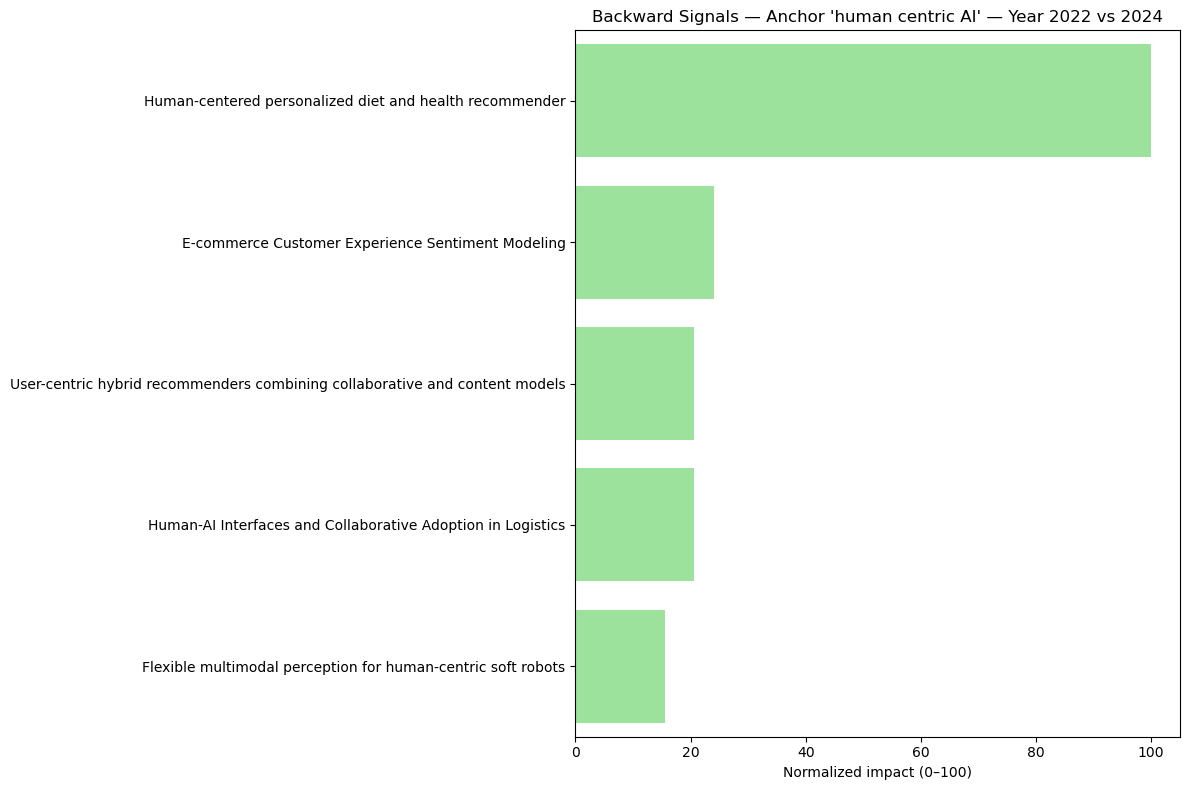 Backward Signals — Anchor 'human centric AI' — Year 2022 vs 2024
Human-centered personalized diet and health recommender
E-commerce Customer Experience Sentiment Modeling
User-centric hybrid recommenders combining collaborative and content models
Human-AI Interfaces and Collaborative Adoption in Logistics
Flexible multimodal perception for human-centric soft robots
0 20 40 60 80 100
Normalized impact (0–100)